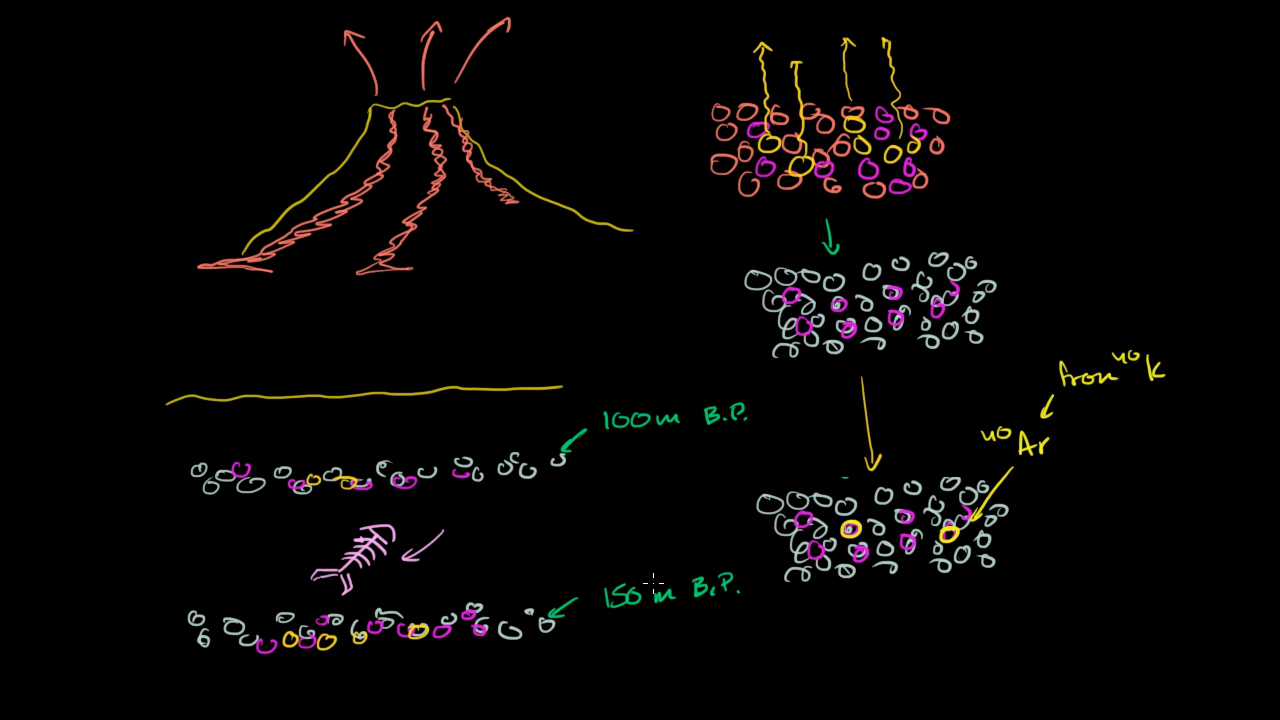 100m B.P.
150m B.P.
from ⁴⁰K
⁴⁰Ar